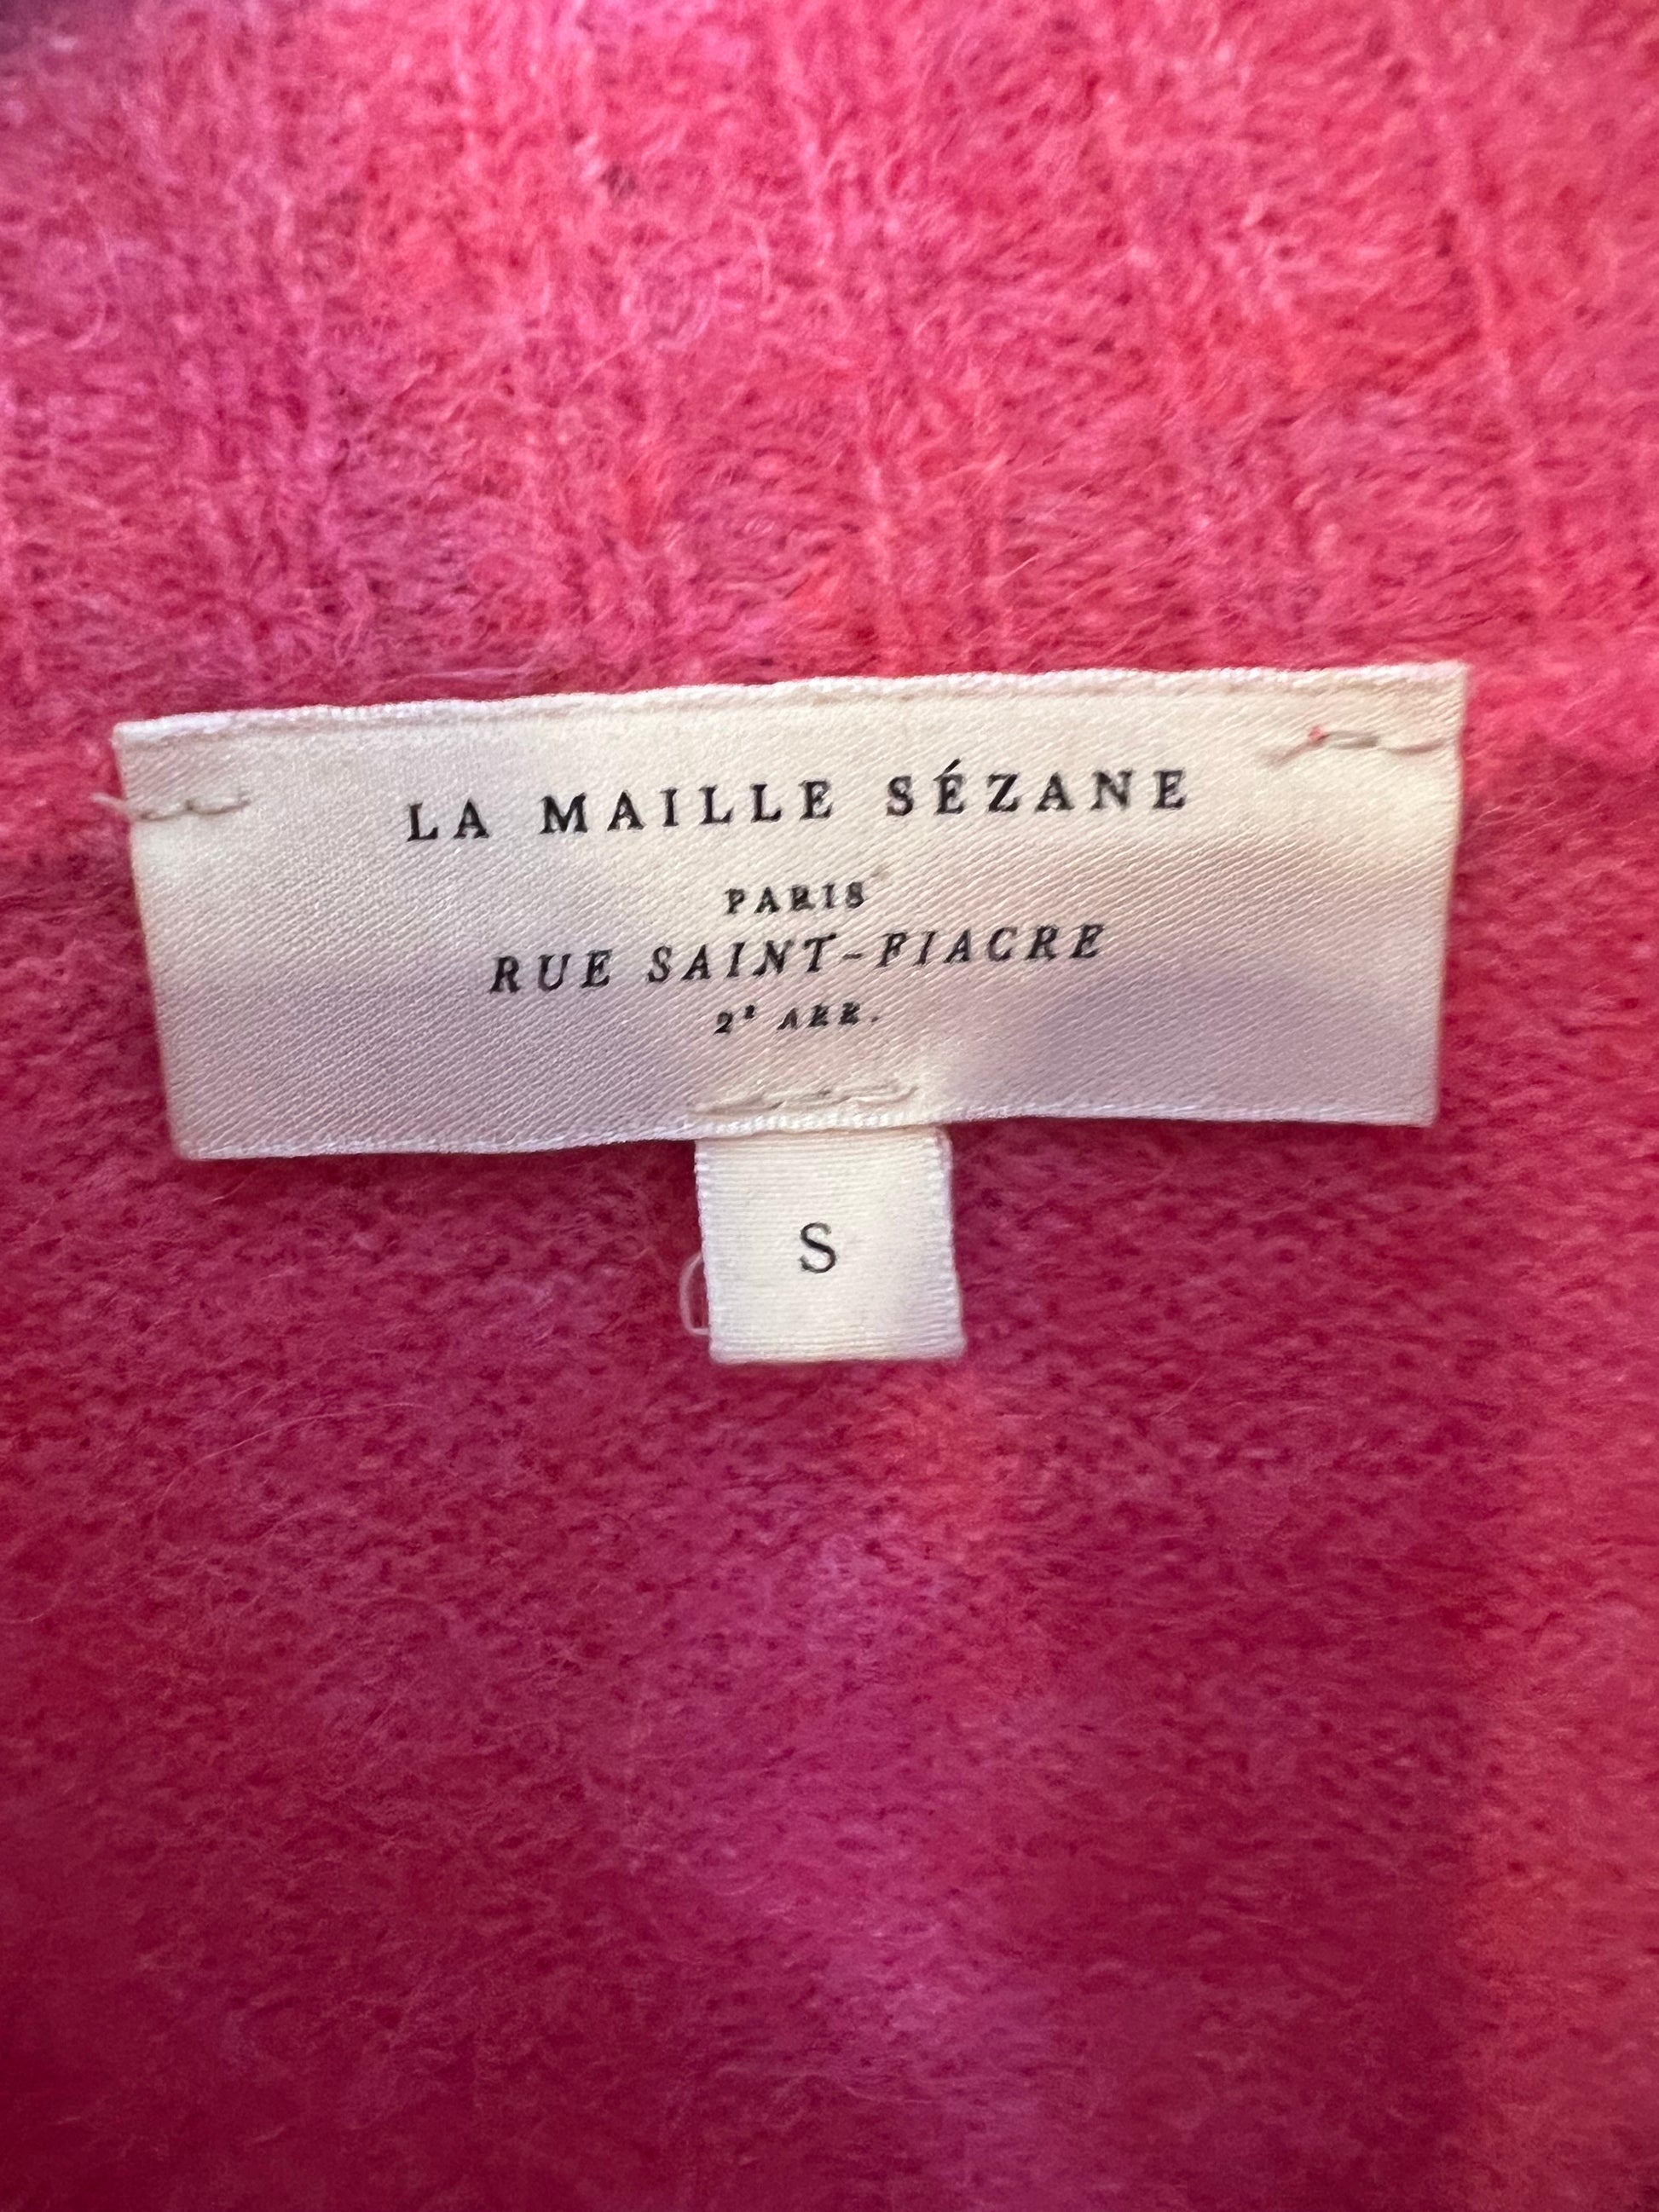 LA MAILLE SÉZANE
PARIS
RUE SAINT-FIACRE
2e ARR.
S